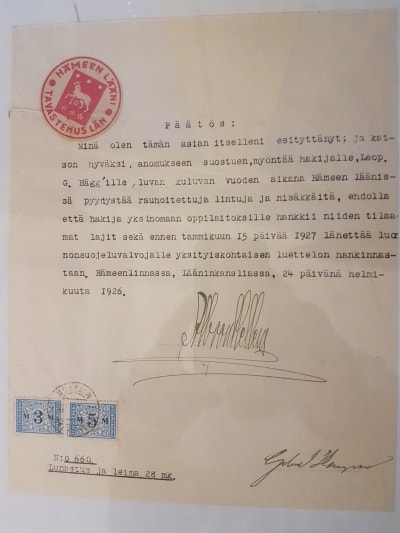 HÄMEEN LÄÄNI
TAVASTEHUS LÄN
Päätös:
Minä olen tämän asian itselleni esityttänyt; ja kat-
son hyväksi, anomukseen suostuen, myöntää hakijalle, Leop.
G. Hägg'ille, luvan kuluvan vuoden aikana Hämeen läänis-
sä pyydystää rauhoitettuja lintuja ja nisäkkäitä, ehdolla
että hakija yksinomaan oppilaitoksille hankkii niiden tilaa-
mat lajit sekä ennen tammikuun 15 päivää 1927 lähettää luon
nonsuojeluvalvojalle yksityiskohtaisen luettelon hankinnas-
taan. Hämeenlinnassa, lääninkansliassa, 24 päivänä helmi-
kuuta 1926.
M 3 M M 5 M
N:o 660.
Lunastus ja leima 28 mk.